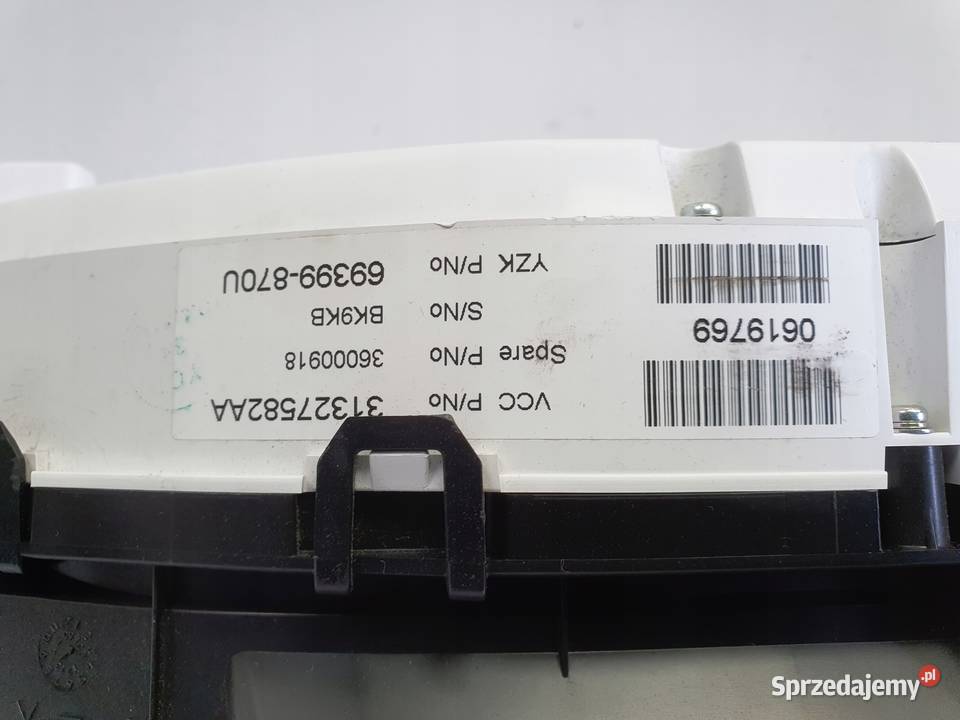 VCC P/No 31327582AA
Spare P/No 36000918
0619769
S/No BK9KB
YZK P/No 69399-870U
Sprzedajemy.pl